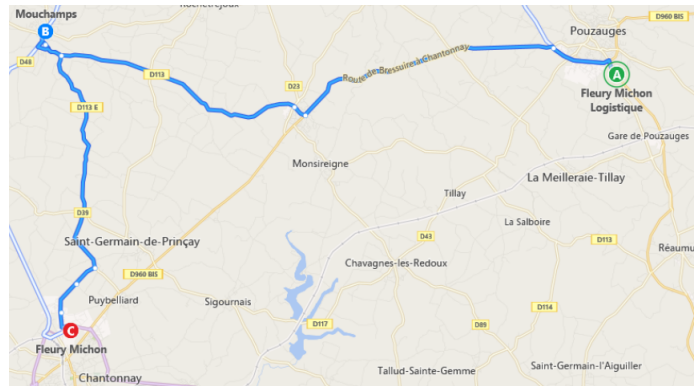 Rochetrejoux
Mouchamps
B
D960 BIS
Pouzauges
D48
D113
Route de Bressuire à Chantonnay
A
Fleury Michon
Logistique
D23
D113 E
Gare de Pouzauges
Monsireigne
La Meilleraie-Tillay
Tillay
D39
La Salboire
Saint-Germain-de-Prinçay
D43
D113
Réaumu
D960 BIS
Chavagnes-les-Redoux
Puybelliard
Sigournais
D114
C
D117
D89
Fleury Michon
Chantonnay
Tallud-Sainte-Gemme
Saint-Germain-l'Aiguiller